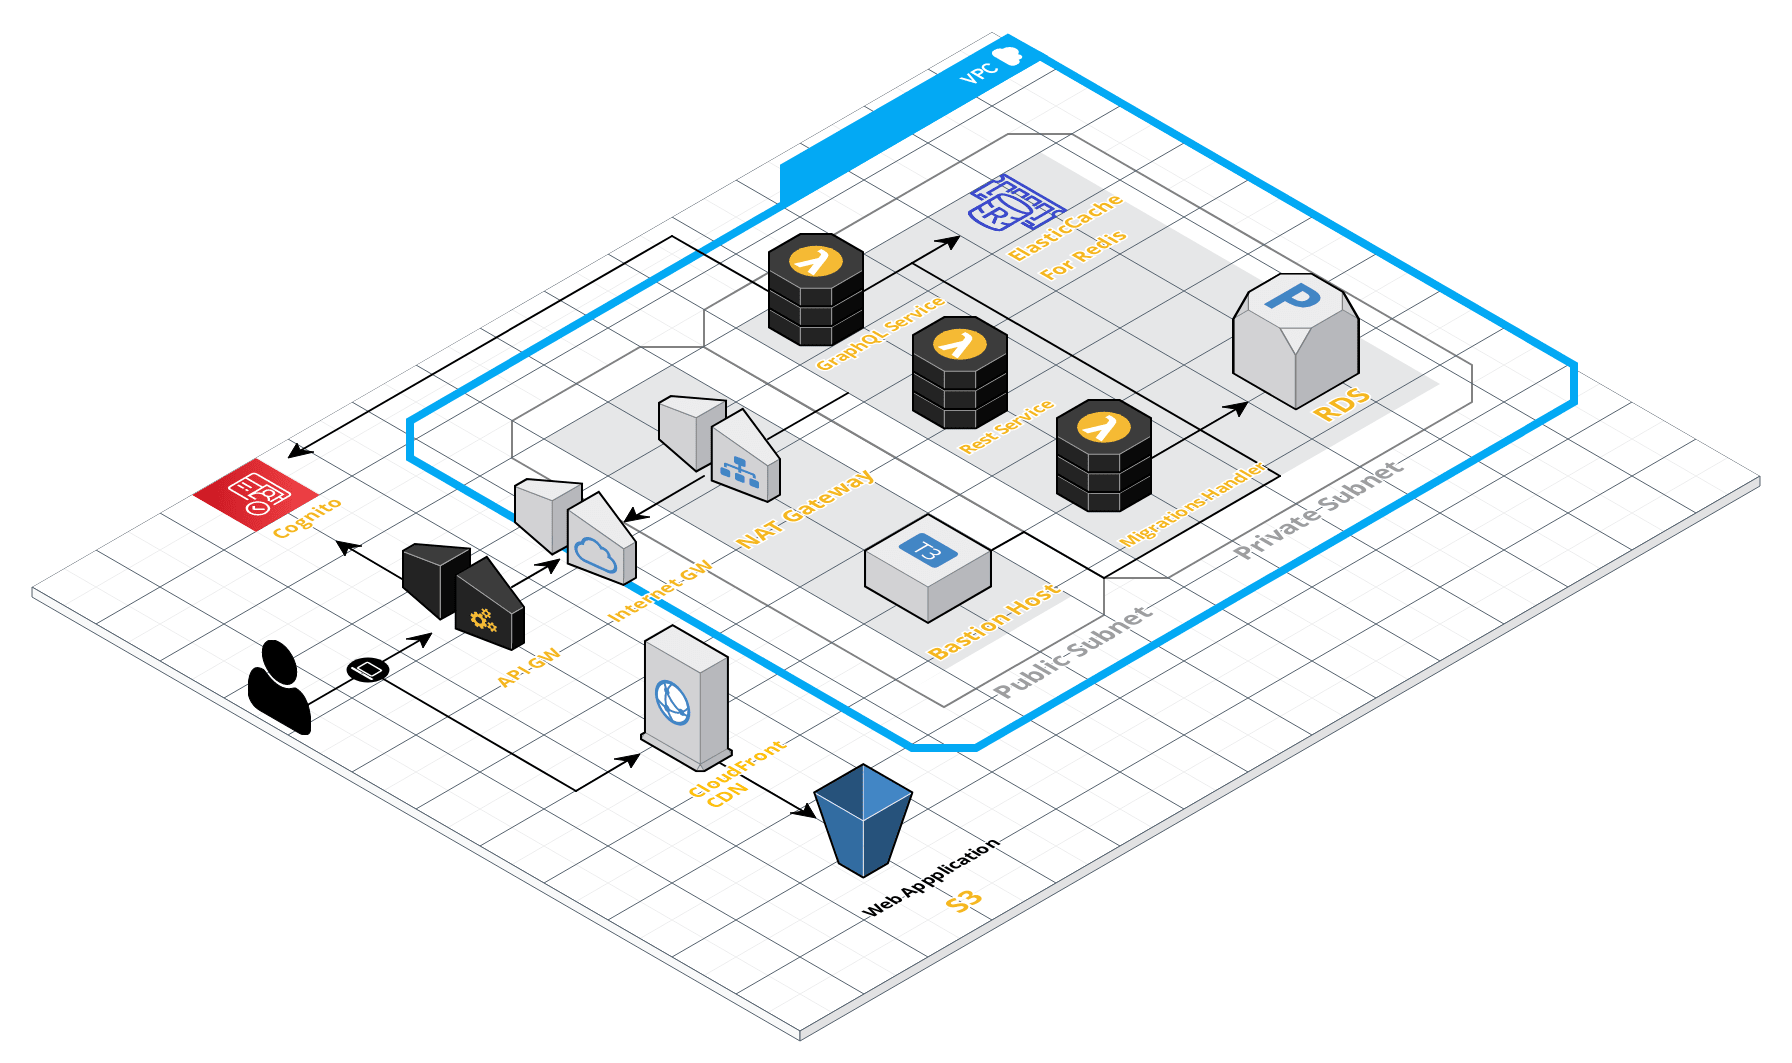 VPC
ElasticCache
For Redis
GraphQL Service
P
Rest Service
RDS
Migrations Handler
Private Subnet
NAT Gateway
Cognito
T3
Internet GW
Bastion Host
Public Subnet
API GW
CloudFront
CDN
Web Appplication
S3